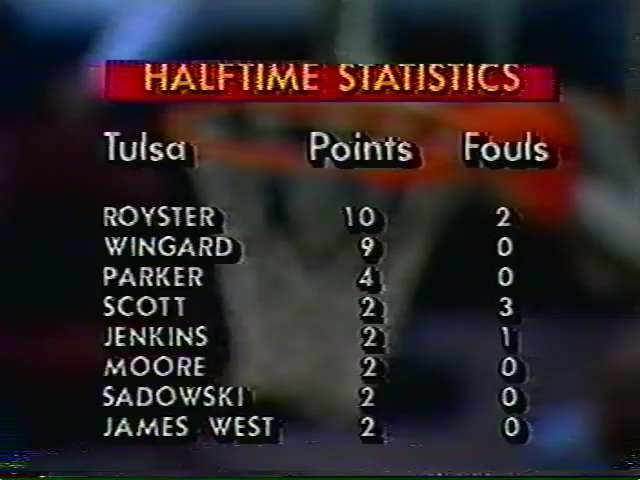 HALFTIME STATISTICS
Tulsa Points Fouls
ROYSTER 10 2
WINGARD 9 0
PARKER 4 0
SCOTT 2 3
JENKINS 2 1
MOORE 2 0
SADOWSKI 2 0
JAMES WEST 2 0